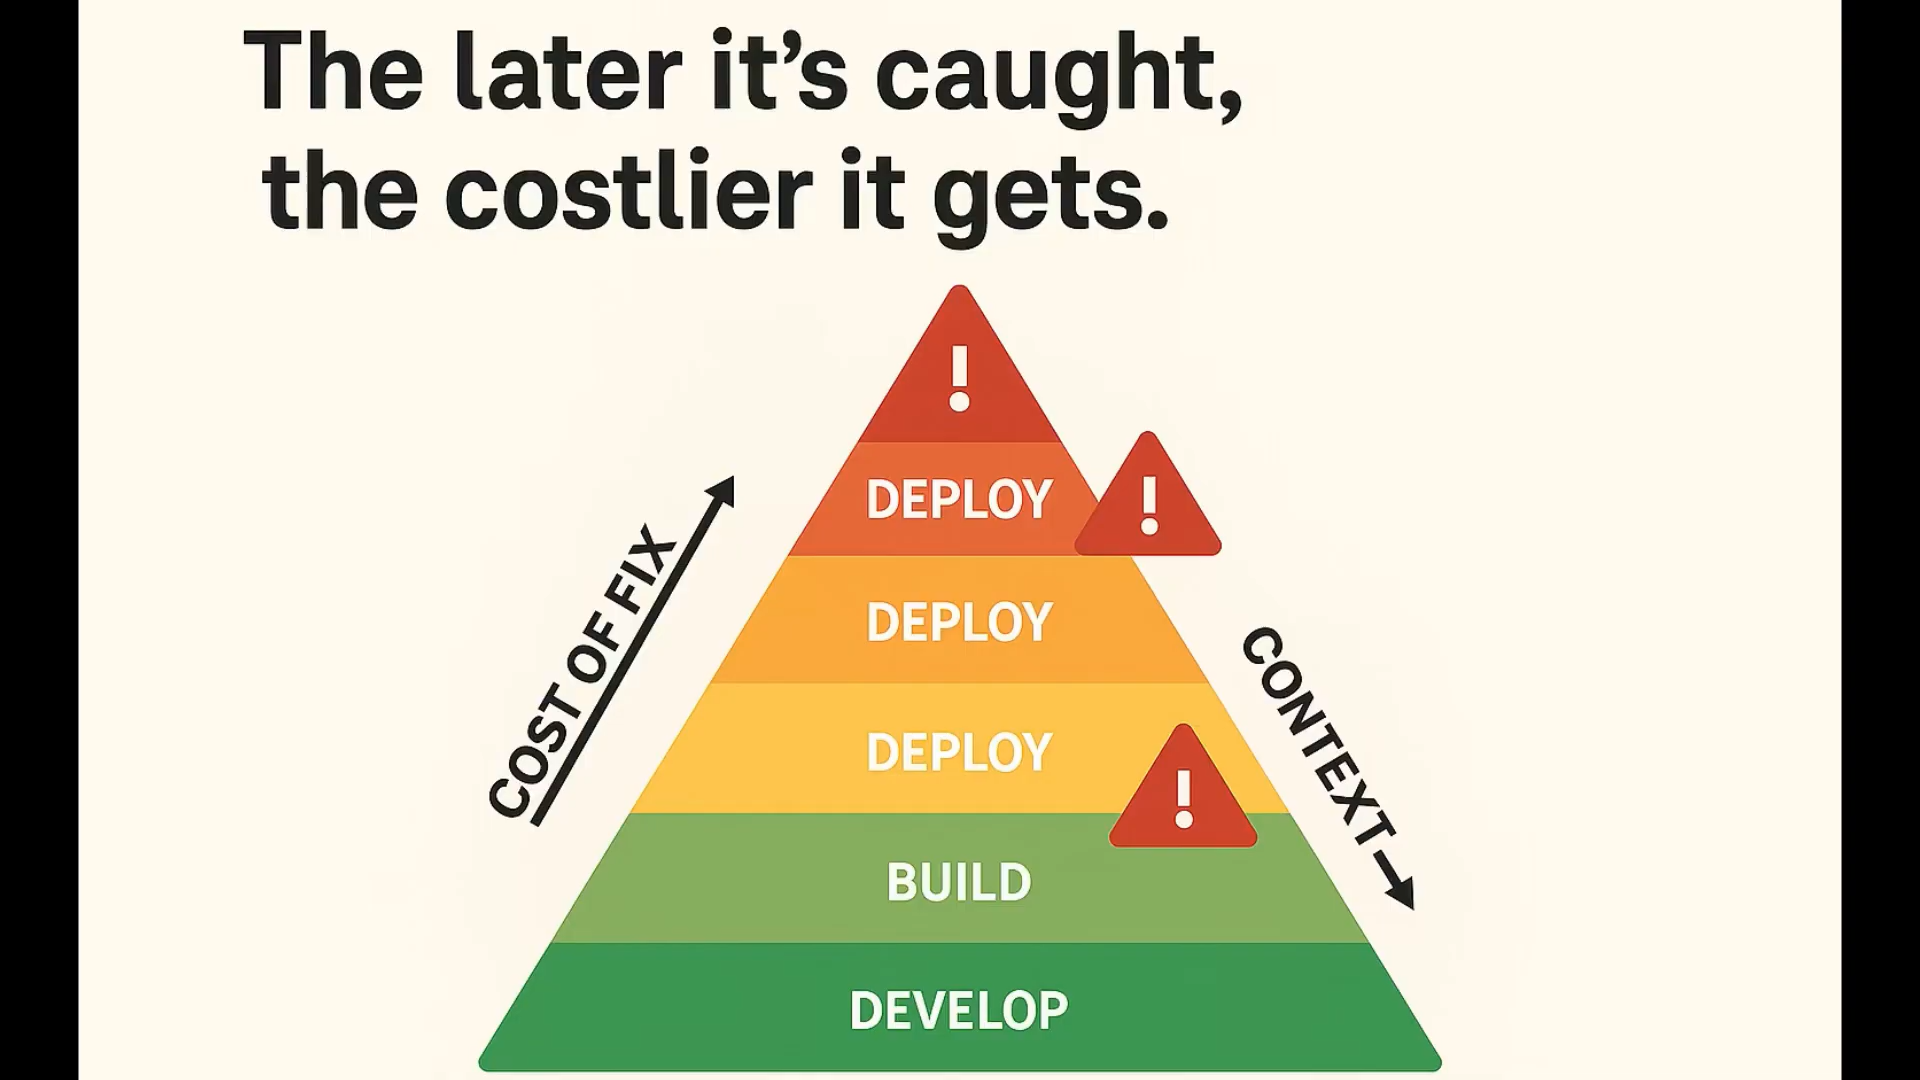 The later it’s caught,
the costlier it gets.
!
DEPLOY
!
COST OF FIX
DEPLOY
CONTEXT
DEPLOY
!
BUILD
DEVELOP